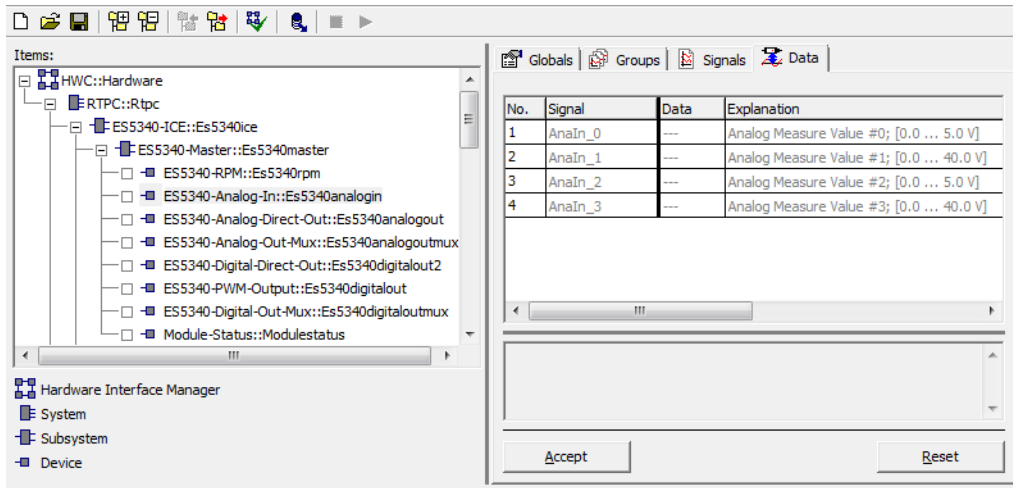 Items:
HWC::Hardware
RTPC::Rtpc
ES5340-ICE::Es5340ice
ES5340-Master::Es5340master
ES5340-RPM::Es5340rpm
ES5340-Analog-In::Es5340analogin
ES5340-Analog-Direct-Out::Es5340analogout
ES5340-Analog-Out-Mux::Es5340analogoutmux
ES5340-Digital-Direct-Out::Es5340digitalout2
ES5340-PWM-Output::Es5340digitalout
ES5340-Digital-Out-Mux::Es5340digitaloutmux
Module-Status::Modulestatus
Hardware Interface Manager
System
Subsystem
Device
Globals Groups Signals Data
No. Signal Data Explanation
1 AnaIn_0 --- Analog Measure Value #0; [0.0 ... 5.0 V]
2 AnaIn_1 --- Analog Measure Value #1; [0.0 ... 40.0 V]
3 AnaIn_2 --- Analog Measure Value #2; [0.0 ... 5.0 V]
4 AnaIn_3 --- Analog Measure Value #3; [0.0 ... 40.0 V]
Accept Reset